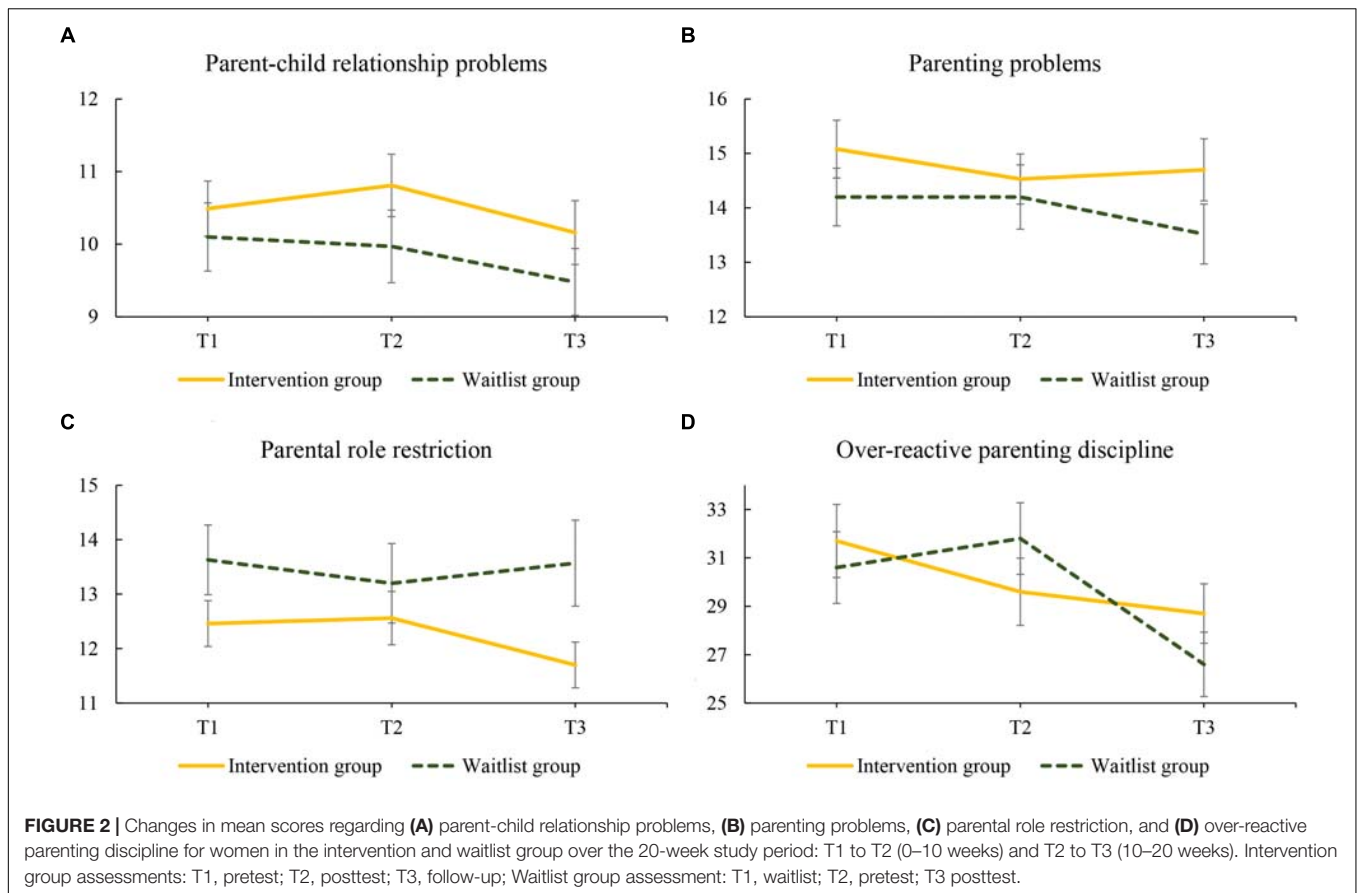 A
Parent-child relationship problems
12
11
10
9
T1 T2 T3
Intervention group Waitlist group
B
Parenting problems
16
15
14
13
12
T1 T2 T3
Intervention group Waitlist group
C
Parental role restriction
15
14
13
12
11
T1 T2 T3
Intervention group Waitlist group
D
Over-reactive parenting discipline
33
31
29
27
25
T1 T2 T3
Intervention group Waitlist group
FIGURE 2 | Changes in mean scores regarding (A) parent-child relationship problems, (B) parenting problems, (C) parental role restriction, and (D) over-reactive
parenting discipline for women in the intervention and waitlist group over the 20-week study period: T1 to T2 (0–10 weeks) and T2 to T3 (10–20 weeks). Intervention
group assessments: T1, pretest; T2, posttest; T3, follow-up; Waitlist group assessment: T1, waitlist; T2, pretest; T3 posttest.